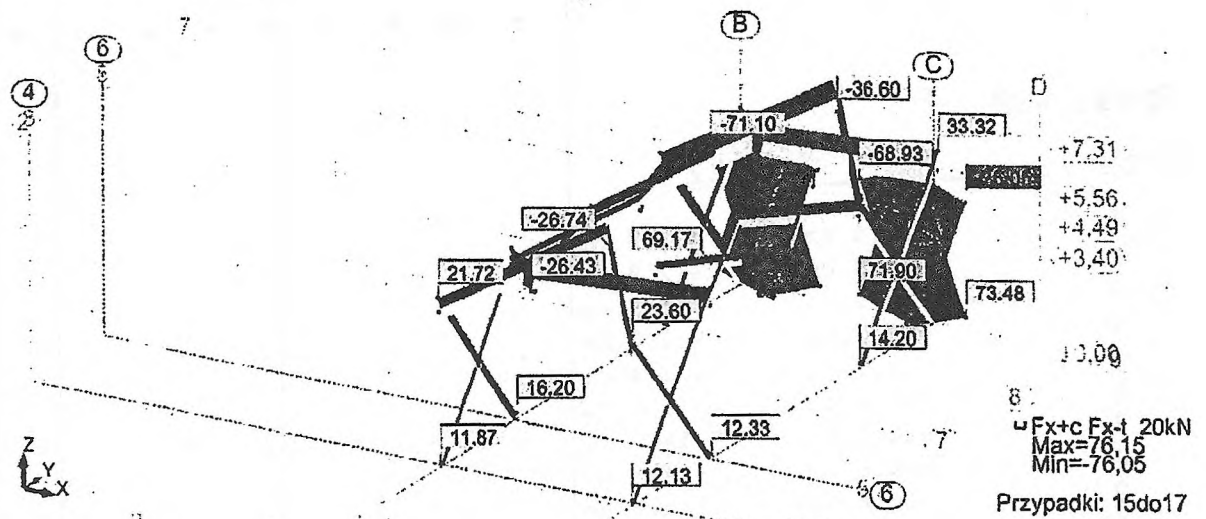 7
B
6
C
4
D
-36.60
-71.10
33.32
+7,31
-68.93
+5,56
-26.74
+4,49
69.17
+3,40
21.72
-26.43
71.90
73.48
23.60
14.20
16.20
8
12.33
Fx+c Fx-t 20kN
7
11.87
Max=76,15
Z
Min=-76,05
Y
12.13
X
6
Przypadki: 15do17